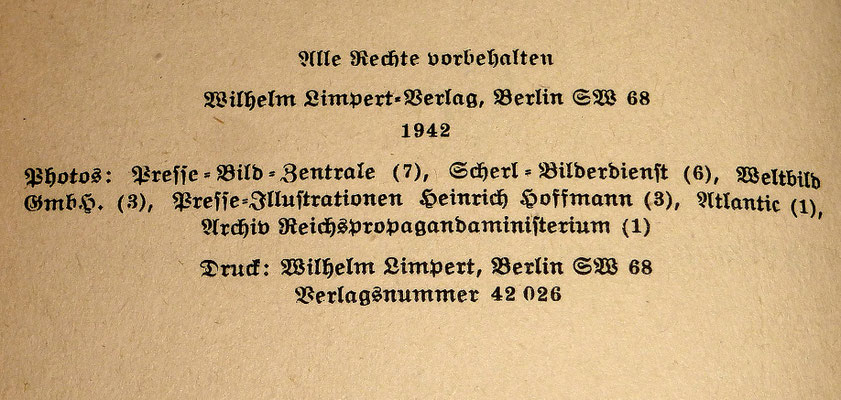 Alle Rechte vorbehalten
Wilhelm Limpert-Verlag, Berlin SW 68
1942
Photos: Presse-Bild-Zentrale (7), Scherl-Bilderdienst (6), Weltbild
GmbH. (3), Presse-Illustrationen Heinrich Hoffmann (3), Atlantic (1),
Archiv Reichspropagandaministerium (1)
Druck: Wilhelm Limpert, Berlin SW 68
Verlagsnummer 42 026